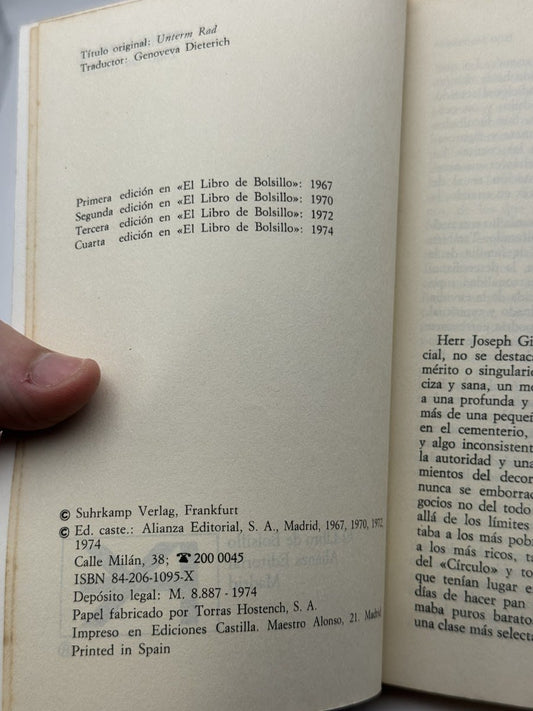 Título original: Unterm Rad
Traductor: Genoveva Dieterich
Primera edición en «El Libro de Bolsillo»: 1967
Segunda edición en «El Libro de Bolsillo»: 1970
Tercera edición en «El Libro de Bolsillo»: 1972
Cuarta edición en «El Libro de Bolsillo»: 1974
© Suhrkamp Verlag, Frankfurt
© Ed. caste.: Alianza Editorial, S. A., Madrid, 1967, 1970, 1972
1974
Calle Milán, 38; ☎ 200 0045
ISBN 84-206-1095-X
Depósito legal: M. 8.887 - 1974
Papel fabricado por Torras Hostench, S. A.
Impreso en Ediciones Castilla. Maestro Alonso, 21. Madrid
Printed in Spain
Herr Joseph Gi
cial, no se destac
mérito o singulari
ciza y sana, un m
a una profunda y
más de una pequeñ
en el cementerio,
y algo inconsistent
la autoridad y una
mientos del decor
nunca se emborrac
gocios no del todo
allá de los límites
taba a los más pob
a los más ricos, t
del «Círculo» y to
que tenían lugar e
días de hacer pan
maba puros barato
una clase más selecta